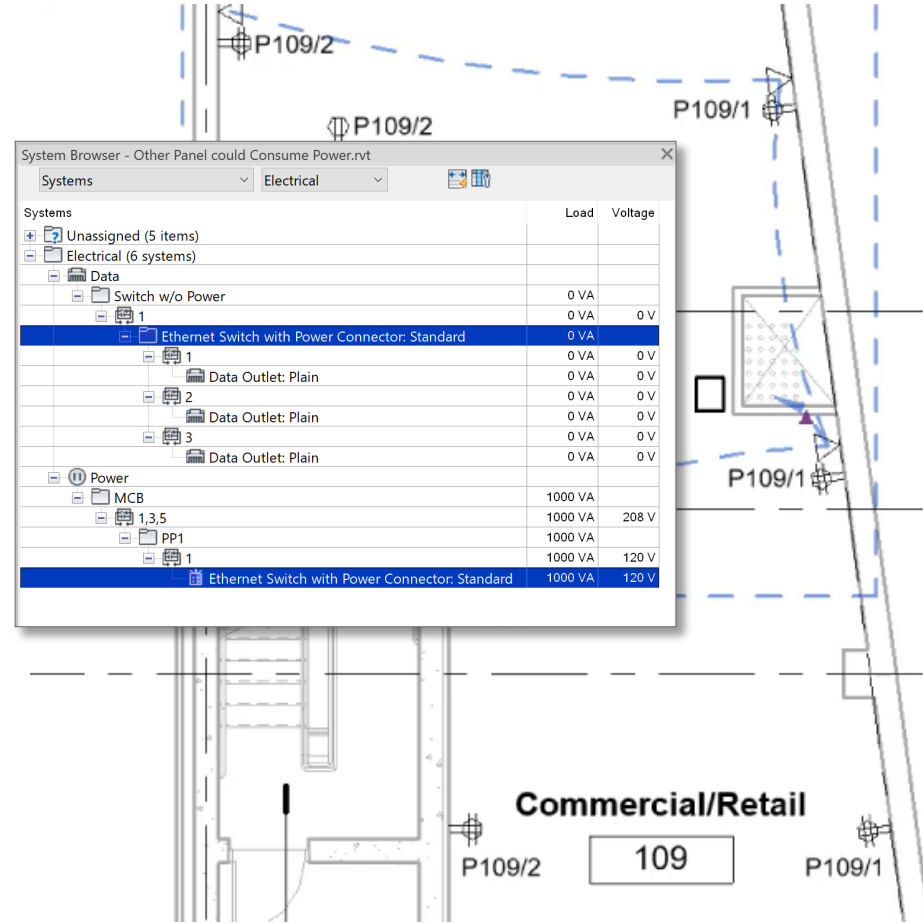 P109/2
P109/1
P109/2
System Browser - Other Panel could Consume Power.rvt
Systems Electrical
Systems Load Voltage
Unassigned (5 items)
Electrical (6 systems)
Data
Switch w/o Power 0 VA
1 0 VA 0 V
Ethernet Switch with Power Connector: Standard 0 VA
1 0 VA 0 V
Data Outlet: Plain 0 VA 0 V
2 0 VA 0 V
Data Outlet: Plain 0 VA 0 V
3 0 VA 0 V
Data Outlet: Plain 0 VA 0 V
Power
MCB 1000 VA
1,3,5 1000 VA 208 V
PP1 1000 VA
1 1000 VA 120 V
Ethernet Switch with Power Connector: Standard 1000 VA 120 V
P109/1
Commercial/Retail
109
P109/2
P109/1